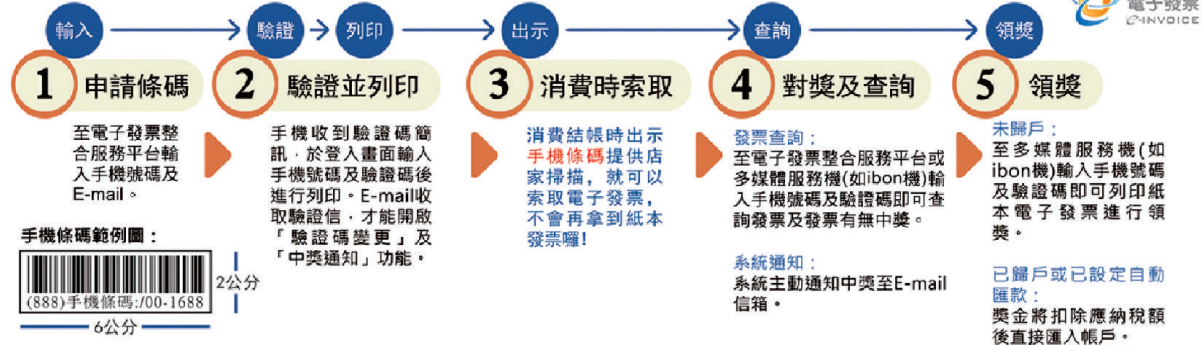 輸入
驗證
列印
出示
查詢
領獎
電子發票
E-INVOICE
1 申請條碼
至電子發票整
合服務平台輸
入手機號碼及
E-mail。
手機條碼範例圖：
(888)手機條碼:/00-1688
2公分
6公分
2 驗證並列印
手機收到驗證碼簡
訊，於登入畫面輸入
手機號碼及驗證碼後
進行列印。E-mail收
取驗證信，才能開啟
「驗證碼變更」及
「中獎通知」功能。
3 消費時索取
消費結帳時出示
手機條碼提供店
家掃描，就可以
索取電子發票，
不會再拿到紙本
發票囉!
4 對獎及查詢
發票查詢：
至電子發票整合服務平台或
多媒體服務機(如ibon機)輸
入手機號碼及驗證碼即可查
詢發票及發票有無中獎。
系統通知：
系統主動通知中獎至E-mail
信箱。
5 領獎
未歸戶：
至多媒體服務機(如
ibon機)輸入手機號碼
及驗證碼即可列印紙
本電子發票進行領
獎。
已歸戶或已設定自動
匯款：
獎金將扣除應納稅額
後直接匯入帳戶。